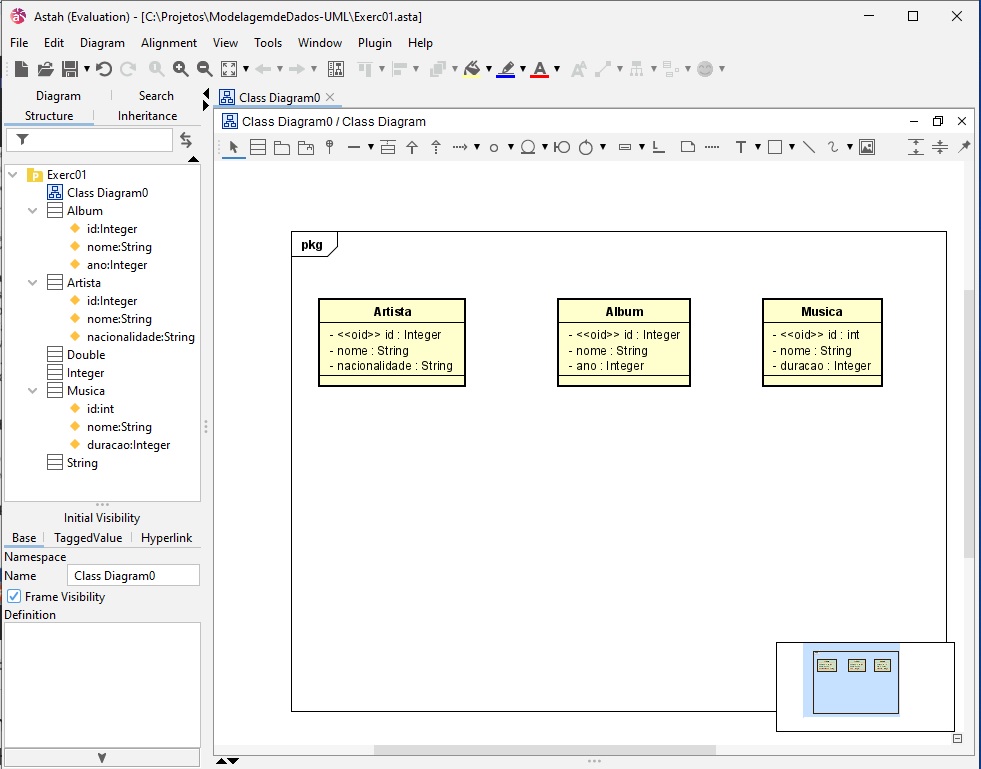 Astah (Evaluation) - [C:\Projetos\ModelagemdeDados-UML\Exerc01.asta]
File Edit Diagram Alignment View Tools Window Plugin Help
Diagram Search
Structure Inheritance
Exerc01
Class Diagram0
Album
id:Integer
nome:String
ano:Integer
Artista
id:Integer
nome:String
nacionalidade:String
Double
Integer
Musica
id:int
nome:String
duracao:Integer
String
Initial Visibility
Base TaggedValue Hyperlink
Namespace
Name Class Diagram0
Frame Visibility
Definition
Class Diagram0
Class Diagram0 / Class Diagram
T
pkg
Artista
- <<oid>> id : Integer
- nome : String
- nacionalidade : String
Album
- <<oid>> id : Integer
- nome : String
- ano : Integer
Musica
- <<oid>> id : int
- nome : String
- duracao : Integer